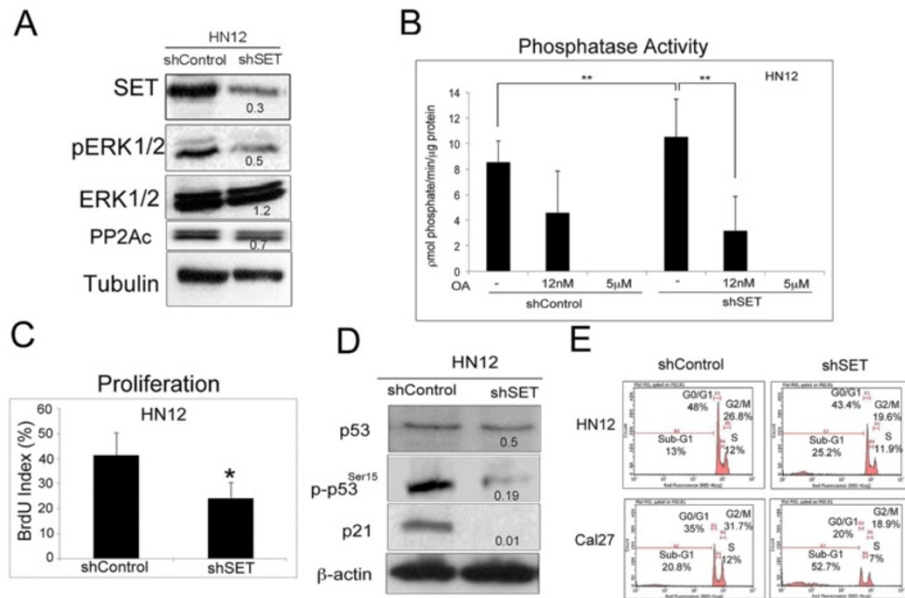 A
HN12
shControl shSET
SET
0.3
pERK1/2
0.5
ERK1/2
1.2
PP2Ac
0.7
Tubulin
B
Phosphatase Activity
HN12
** **
ρmol phosphate/min/µg protein
14
12
10
8
6
4
2
0
OA - 12nM 5µM - 12nM 5µM
shControl shSET
C
Proliferation
HN12
BrdU Index (%)
60
50
40
30
20
10
0
*
shControl shSET
D
HN12
shControl shSET
p53
0.5
p-p53 Ser15
0.19
p21
0.01
β-actin
E
shControl shSET
HN12
G0/G1
48%
G2/M
26.8%
Sub-G1
13%
S
12%
G0/G1
43.4%
G2/M
19.6%
Sub-G1
25.2%
S
11.9%
Cal27
G0/G1
35%
G2/M
31.7%
Sub-G1
20.8%
S
12%
G0/G1
20%
G2/M
18.9%
Sub-G1
52.7%
S
7%